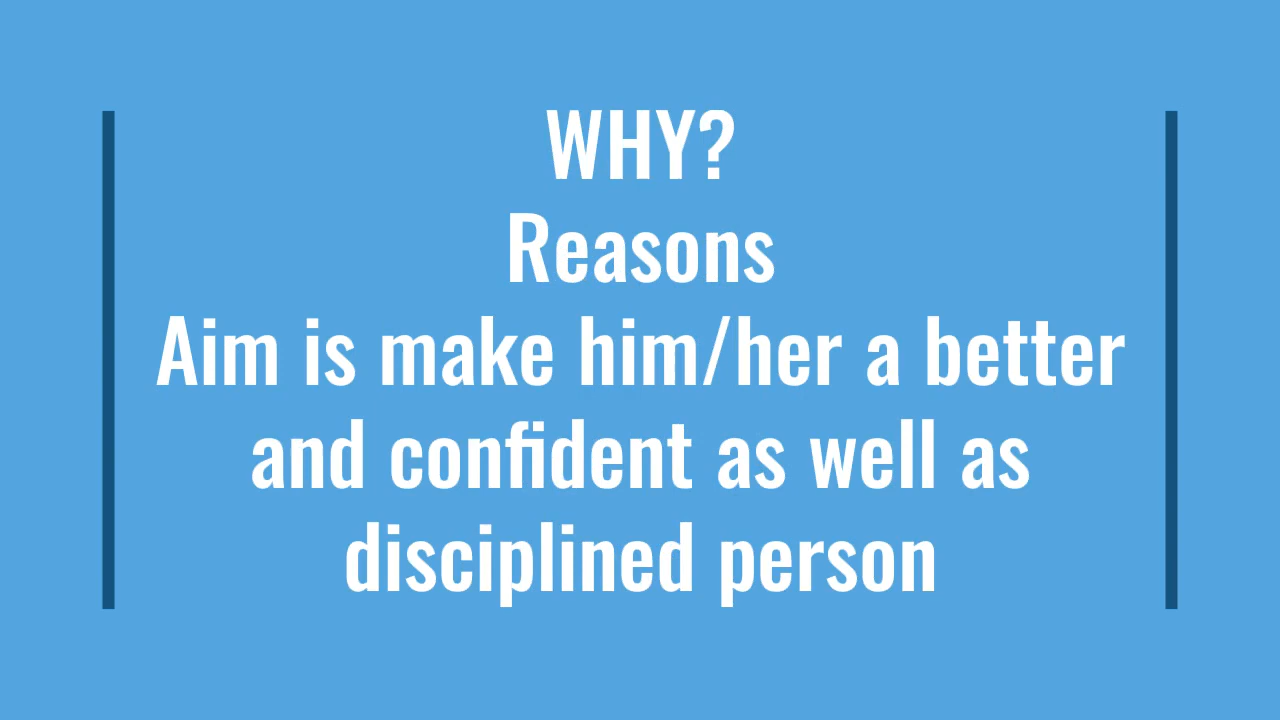 WHY?
Reasons
Aim is make him/her a better
and confident as well as
disciplined person